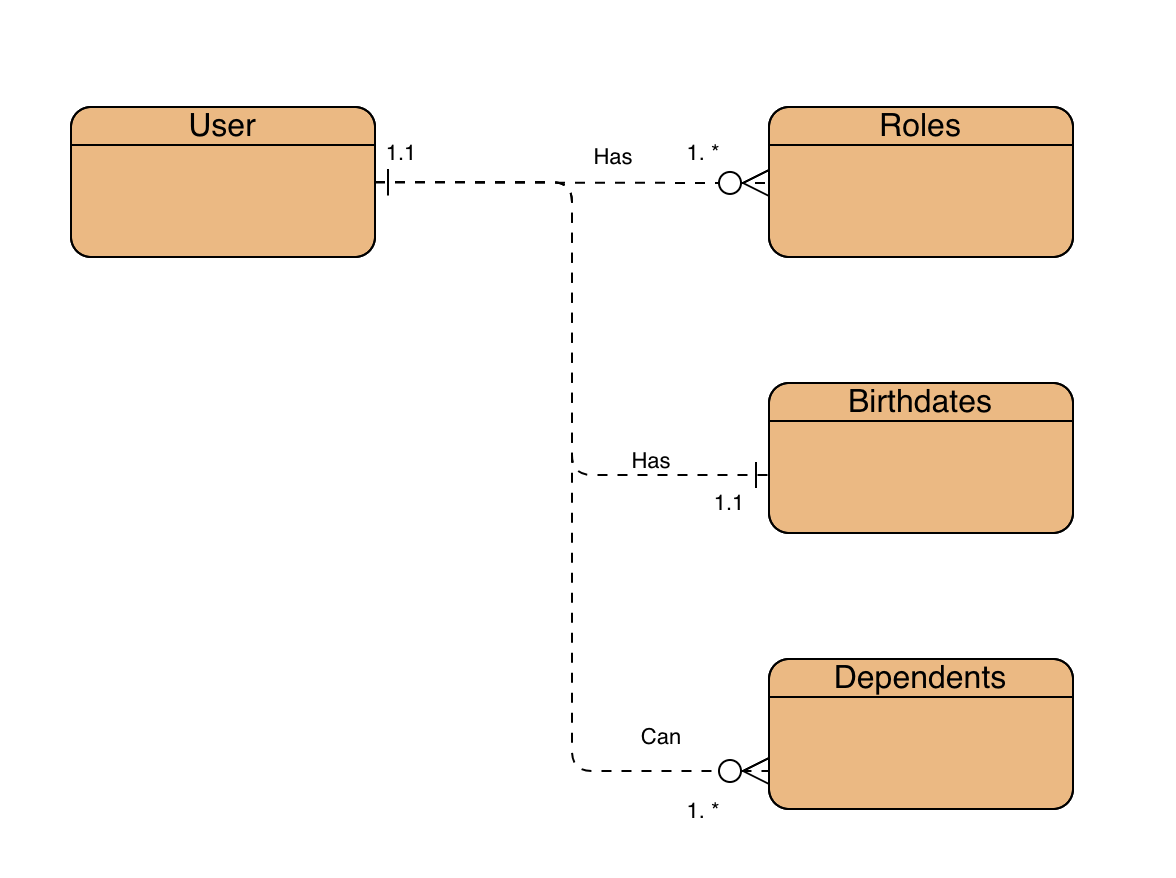 User
Roles
1.1
Has
1. *
Birthdates
Has
1.1
Dependents
Can
1. *